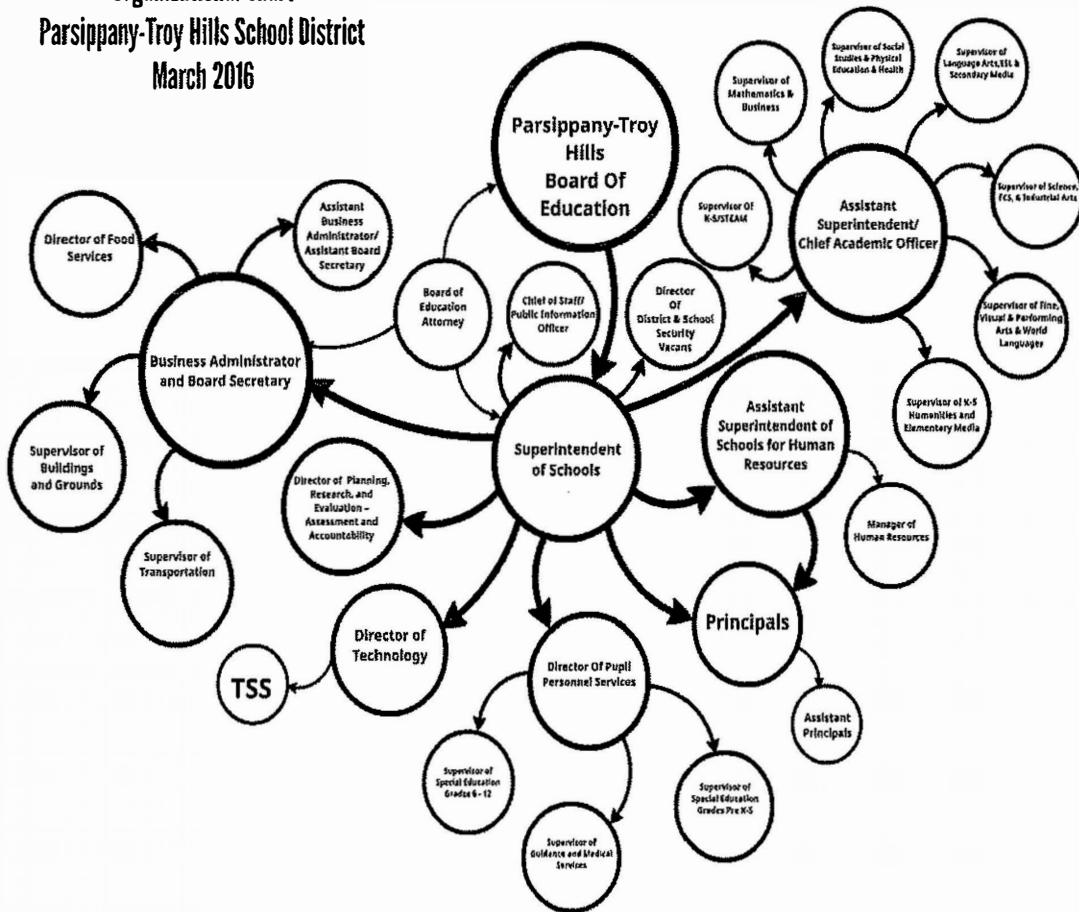 Parsippany-Troy Hills School District
March 2016
Parsippany-Troy
Hills
Board Of
Education
Supervisor of
Mathematics &
Business
Supervisor of Social
Studies & Physical
Education & Health
Supervisor of
Language Arts, ESL &
Secondary Media
Supervisor Of
K-5/STEAM
Assistant
Superintendent/
Chief Academic Officer
Supervisor of Science,
FCS, & Industrial Arts
Supervisor of Fine,
Visual & Performing
Arts & World
Languages
Supervisor of K-5
Humanities and
Elementary Media
Director of Food
Services
Assistant
Business
Administrator/
Assistant Board
Secretary
Board of
Education
Attorney
Chief of Staff/
Public Information
Officer
Director
Of
District & School
Security
Vacant
Business Administrator
and Board Secretary
Supervisor of
Buildings
and Grounds
Supervisor of
Transportation
Superintendent
of Schools
Assistant
Superintendent of
Schools for Human
Resources
Manager of
Human Resources
Director of Planning,
Research, and
Evaluation –
Assessment and
Accountability
Director of
Technology
TSS
Director Of Pupil
Personnel Services
Principals
Assistant
Principals
Supervisor of
Special Education
Grades 6 - 12
Supervisor of
Guidance and Medical
Services
Supervisor of
Special Education
Grades Pre K-5